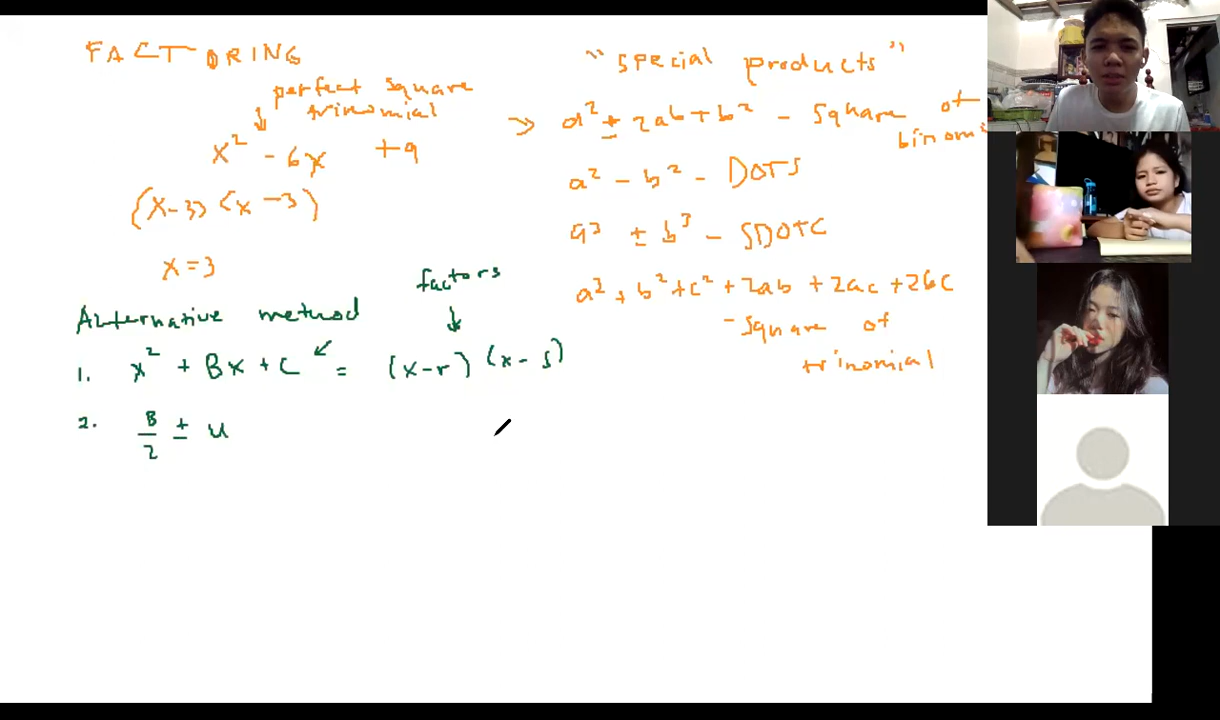 FACTORING
perfect square
trinomial
x² - 6x + 9
(x-3)(x-3)
x = 3
"special products"
a² ± 2ab + b² - square of
binomi
a² - b² - DOTS
a³ ± b³ - SDOTC
a² + b² + c² + 2ab + 2ac + 2bc
- square of
trinomial
Alternative method
factors
1. x² + Bx + C = (x-r)(x-s)
2. B/2 ± u